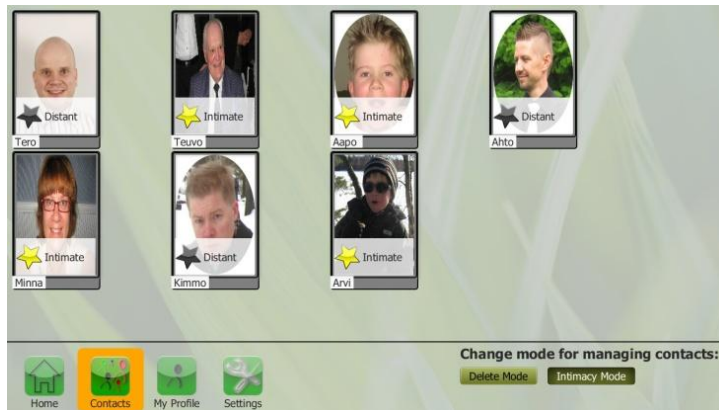 Distant
Intimate
Intimate
Distant
Tero
Teuvo
Aapo
Ahto
Intimate
Distant
Intimate
Minna
Kimmo
Arvi
Change mode for managing contacts:
Delete Mode
Intimacy Mode
Home
Contacts
My Profile
Settings